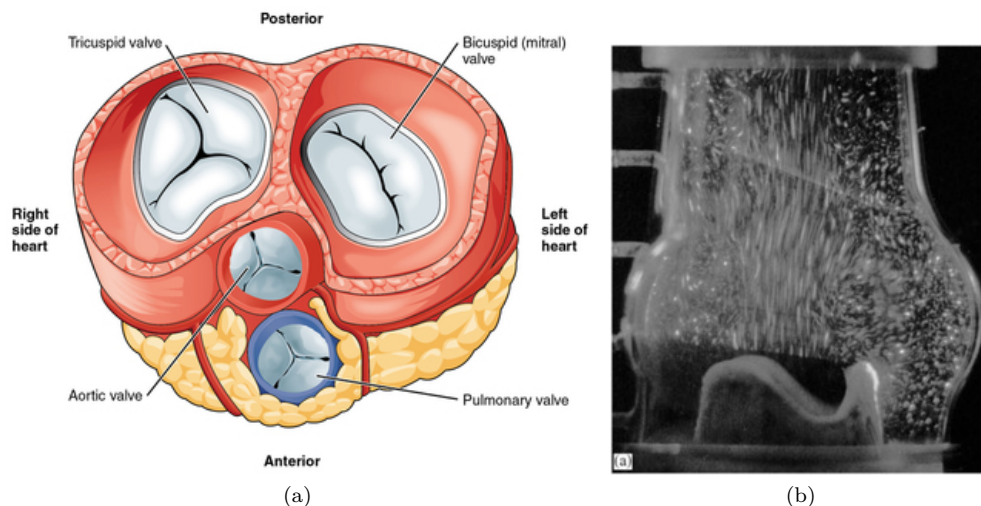 Posterior
Tricuspid valve
Bicuspid (mitral)
valve
Right
side of
heart
Left
side of
heart
Aortic valve
Pulmonary valve
Anterior
(a)
(a)
(b)